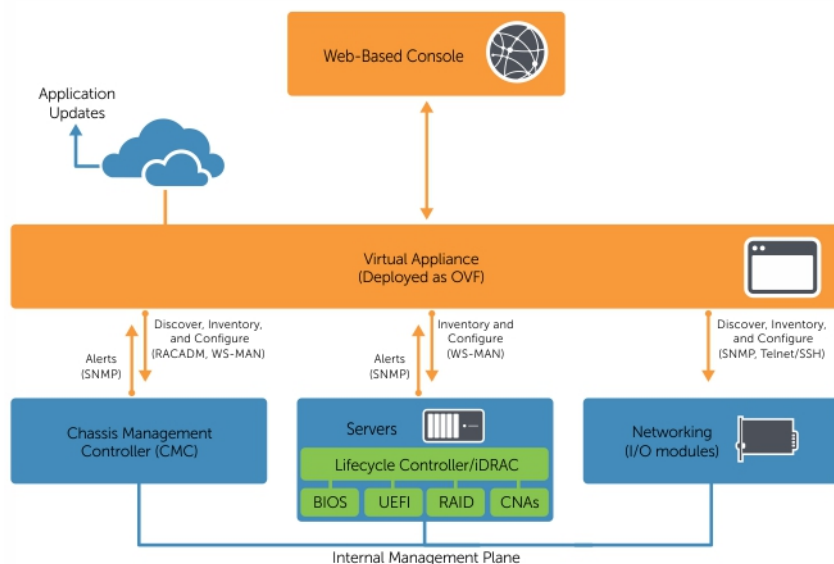 Web-Based Console
Application
Updates
Virtual Appliance
(Deployed as OVF)
Alerts
(SNMP)
Discover, Inventory,
and Configure
(RACADM, WS-MAN)
Alerts
(SNMP)
Inventory and
Configure
(WS-MAN)
Discover, Inventory,
and Configure
(SNMP, Telnet/SSH)
Chassis Management
Controller (CMC)
Servers
Lifecycle Controller/iDRAC
BIOS
UEFI
RAID
CNAs
Networking
(I/O modules)
Internal Management Plane